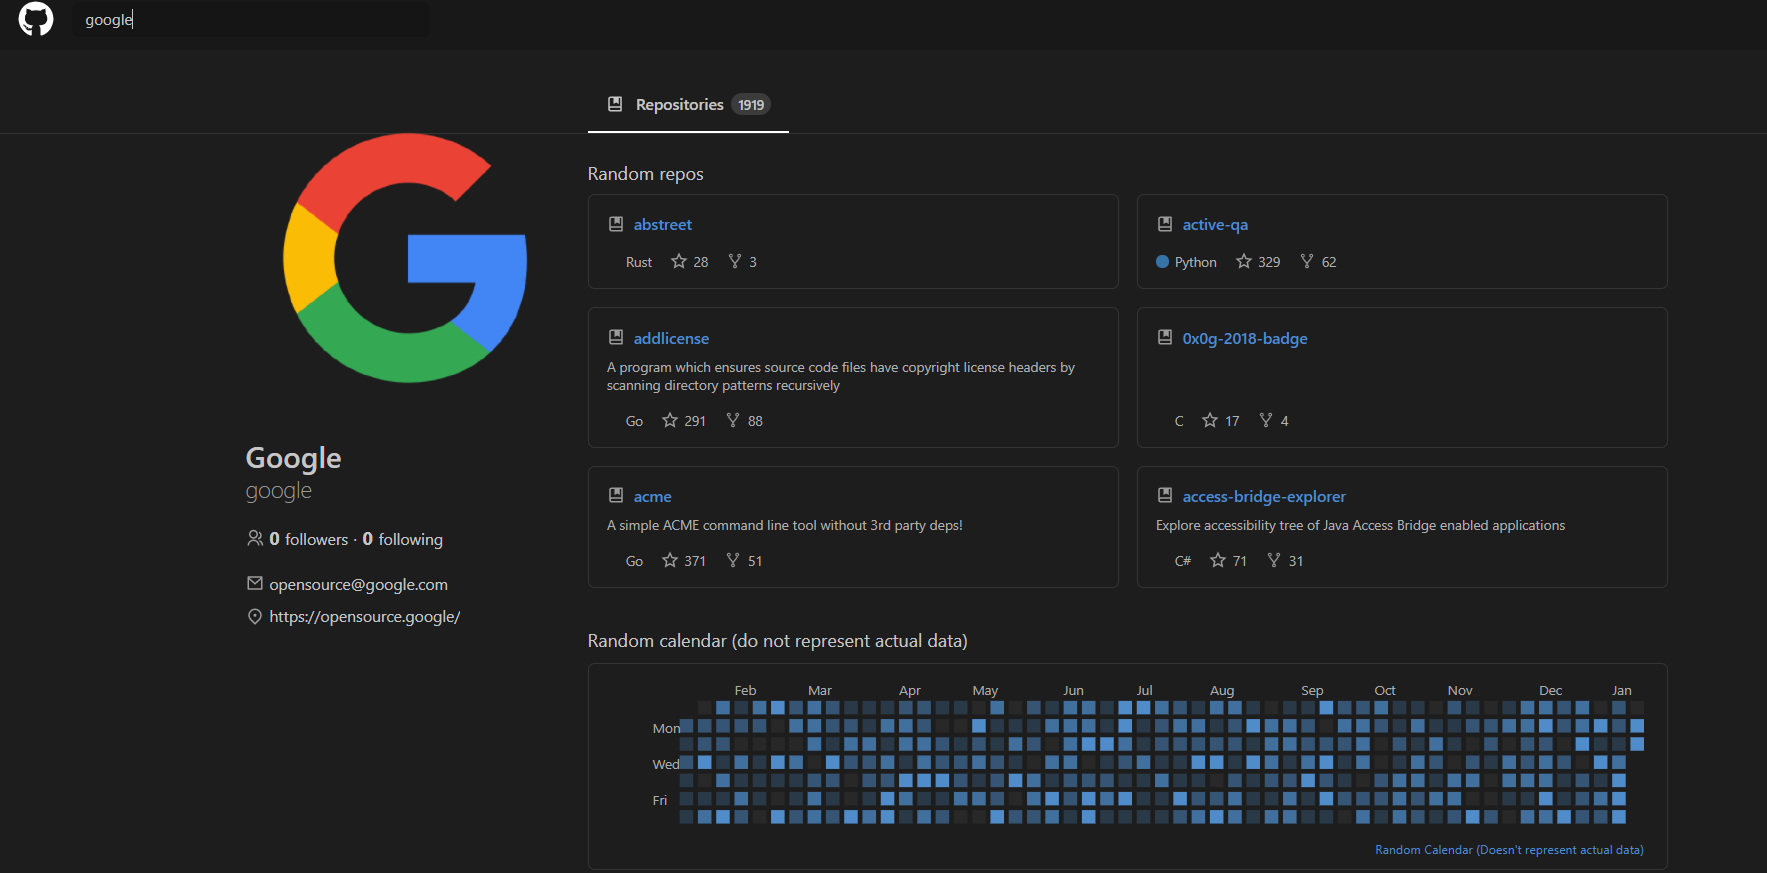 google
Repositories 1919
Google
google
0 followers · 0 following
opensource@google.com
https://opensource.google/
Random repos
abstreet
Rust 28 3
active-qa
Python 329 62
addlicense
A program which ensures source code files have copyright license headers by
scanning directory patterns recursively
Go 291 88
0x0g-2018-badge
C 17 4
acme
A simple ACME command line tool without 3rd party deps!
Go 371 51
access-bridge-explorer
Explore accessibility tree of Java Access Bridge enabled applications
C# 71 31
Random calendar (do not represent actual data)
Feb Mar Apr May Jun Jul Aug Sep Oct Nov Dec Jan
Mon
Wed
Fri
Random Calendar (Doesn't represent actual data)